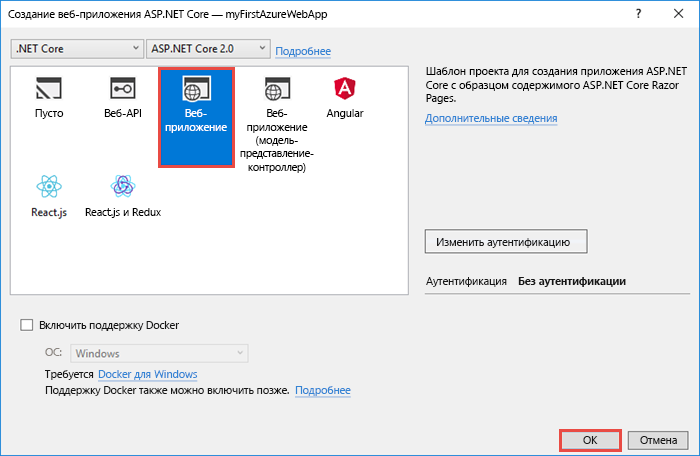 Создание веб-приложения ASP.NET Core — myFirstAzureWebApp
.NET Core
ASP.NET Core 2.0
Подробнее
Пусто
Веб-API
Веб-
приложение
Веб-
приложение
(модель-
представление-
контроллер)
Angular
React.js
React.js и Redux
Шаблон проекта для создания приложения ASP.NET
Core с образцом содержимого ASP.NET Core Razor
Pages.
Дополнительные сведения
Изменить аутентификацию
Аутентификация Без аутентификации
Включить поддержку Docker
ОС: Windows
Требуется Docker для Windows
Поддержку Docker также можно включить позже. Подробнее
ОК
Отмена